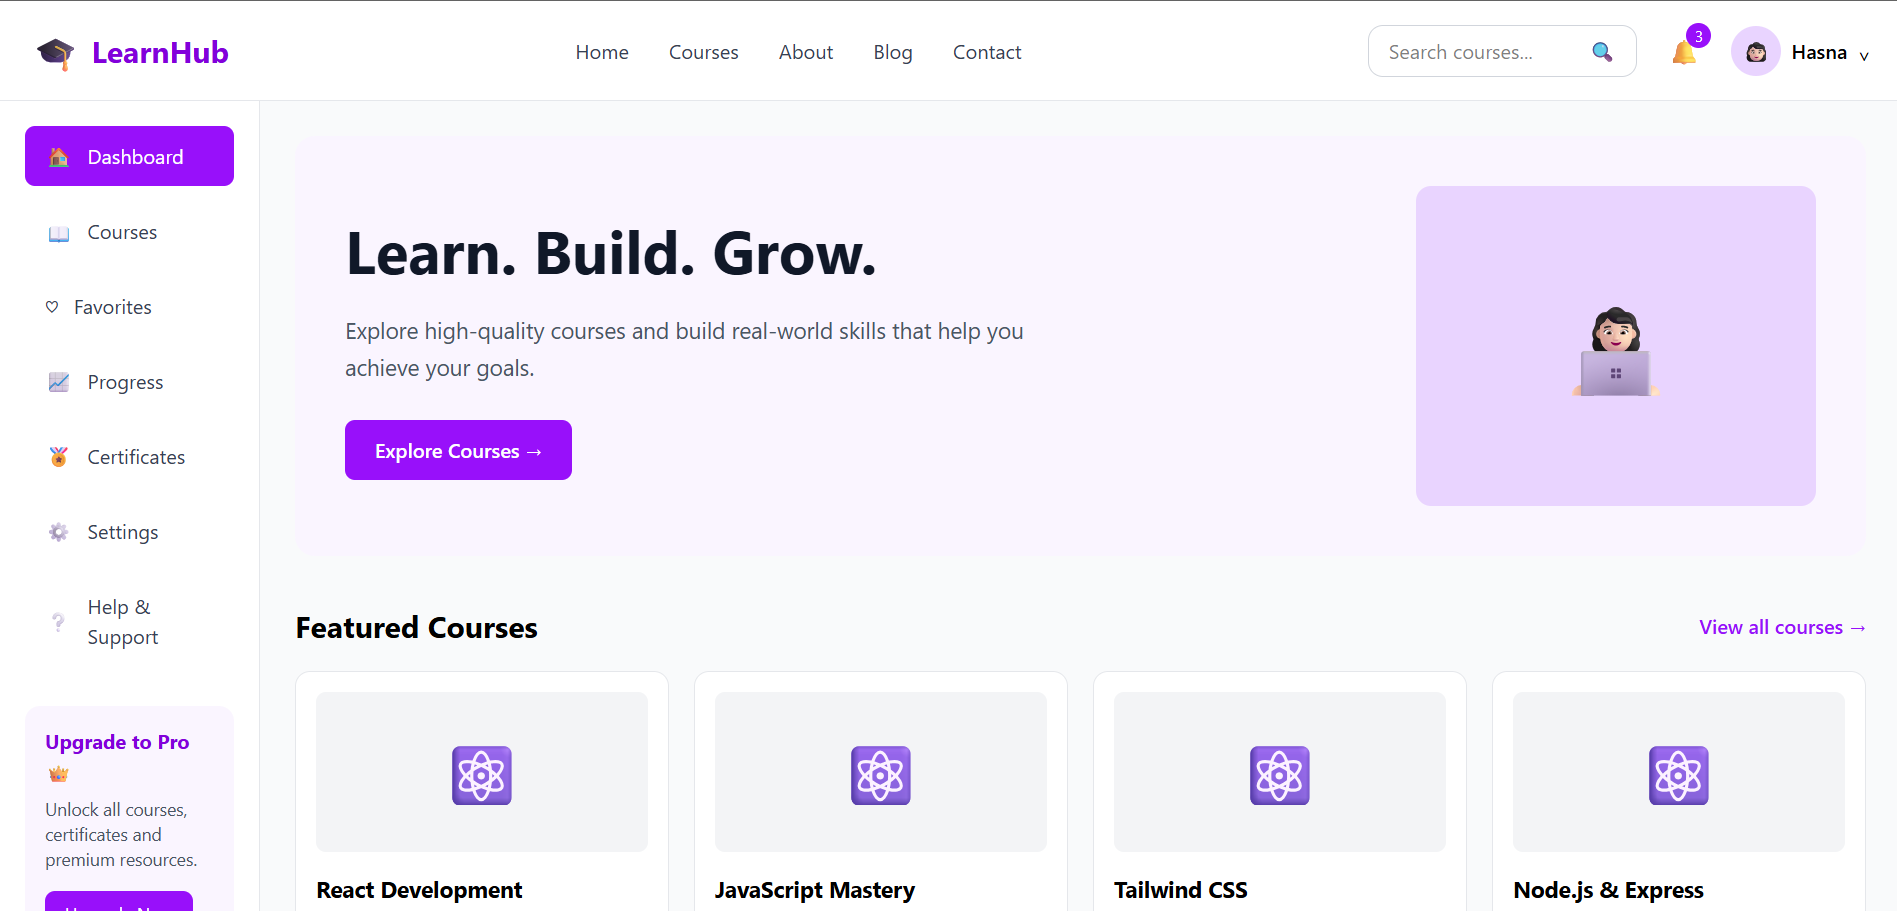 LearnHub
Home
Courses
About
Blog
Contact
Search courses...
3
Hasna
Dashboard
Courses
Favorites
Progress
Certificates
Settings
Help &
Support
Upgrade to Pro
Unlock all courses,
certificates and
premium resources.
Learn. Build. Grow.
Explore high-quality courses and build real-world skills that help you
achieve your goals.
Explore Courses →
Featured Courses
View all courses →
React Development
JavaScript Mastery
Tailwind CSS
Node.js & Express